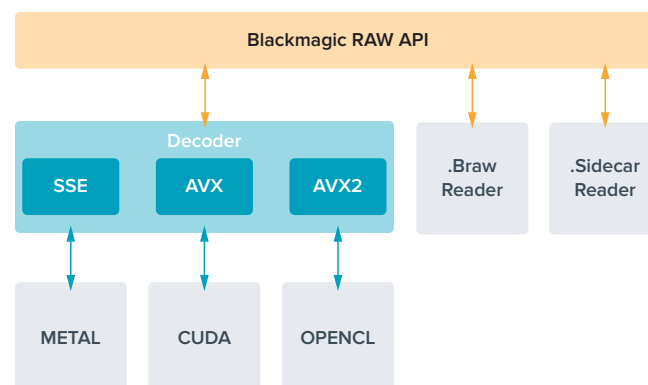 Blackmagic RAW API
Decoder
SSE
AVX
AVX2
.Braw
Reader
.Sidecar
Reader
METAL
CUDA
OPENCL